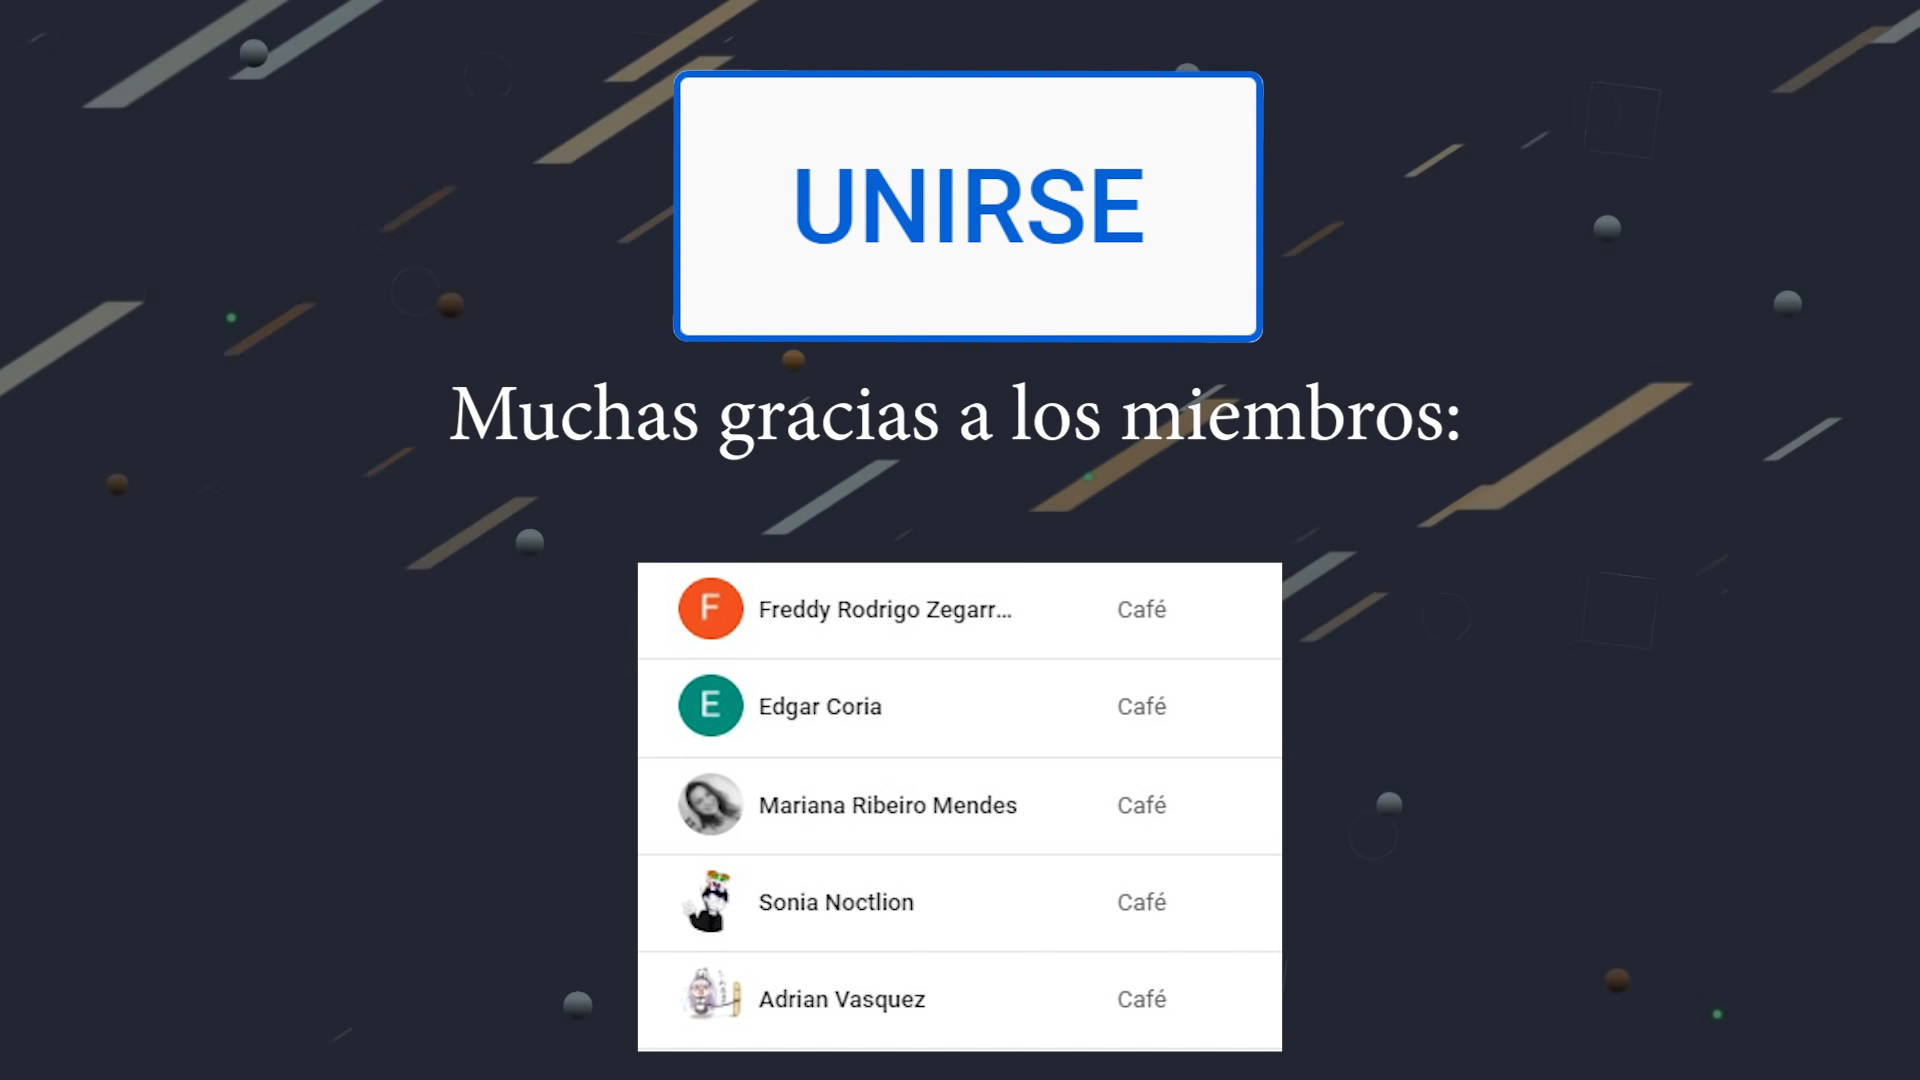 UNIRSE
Muchas gracias a los miembros:
F Freddy Rodrigo Zegarr... Café
E Edgar Coria Café
Mariana Ribeiro Mendes Café
Sonia Noctlion Café
Adrian Vasquez Café